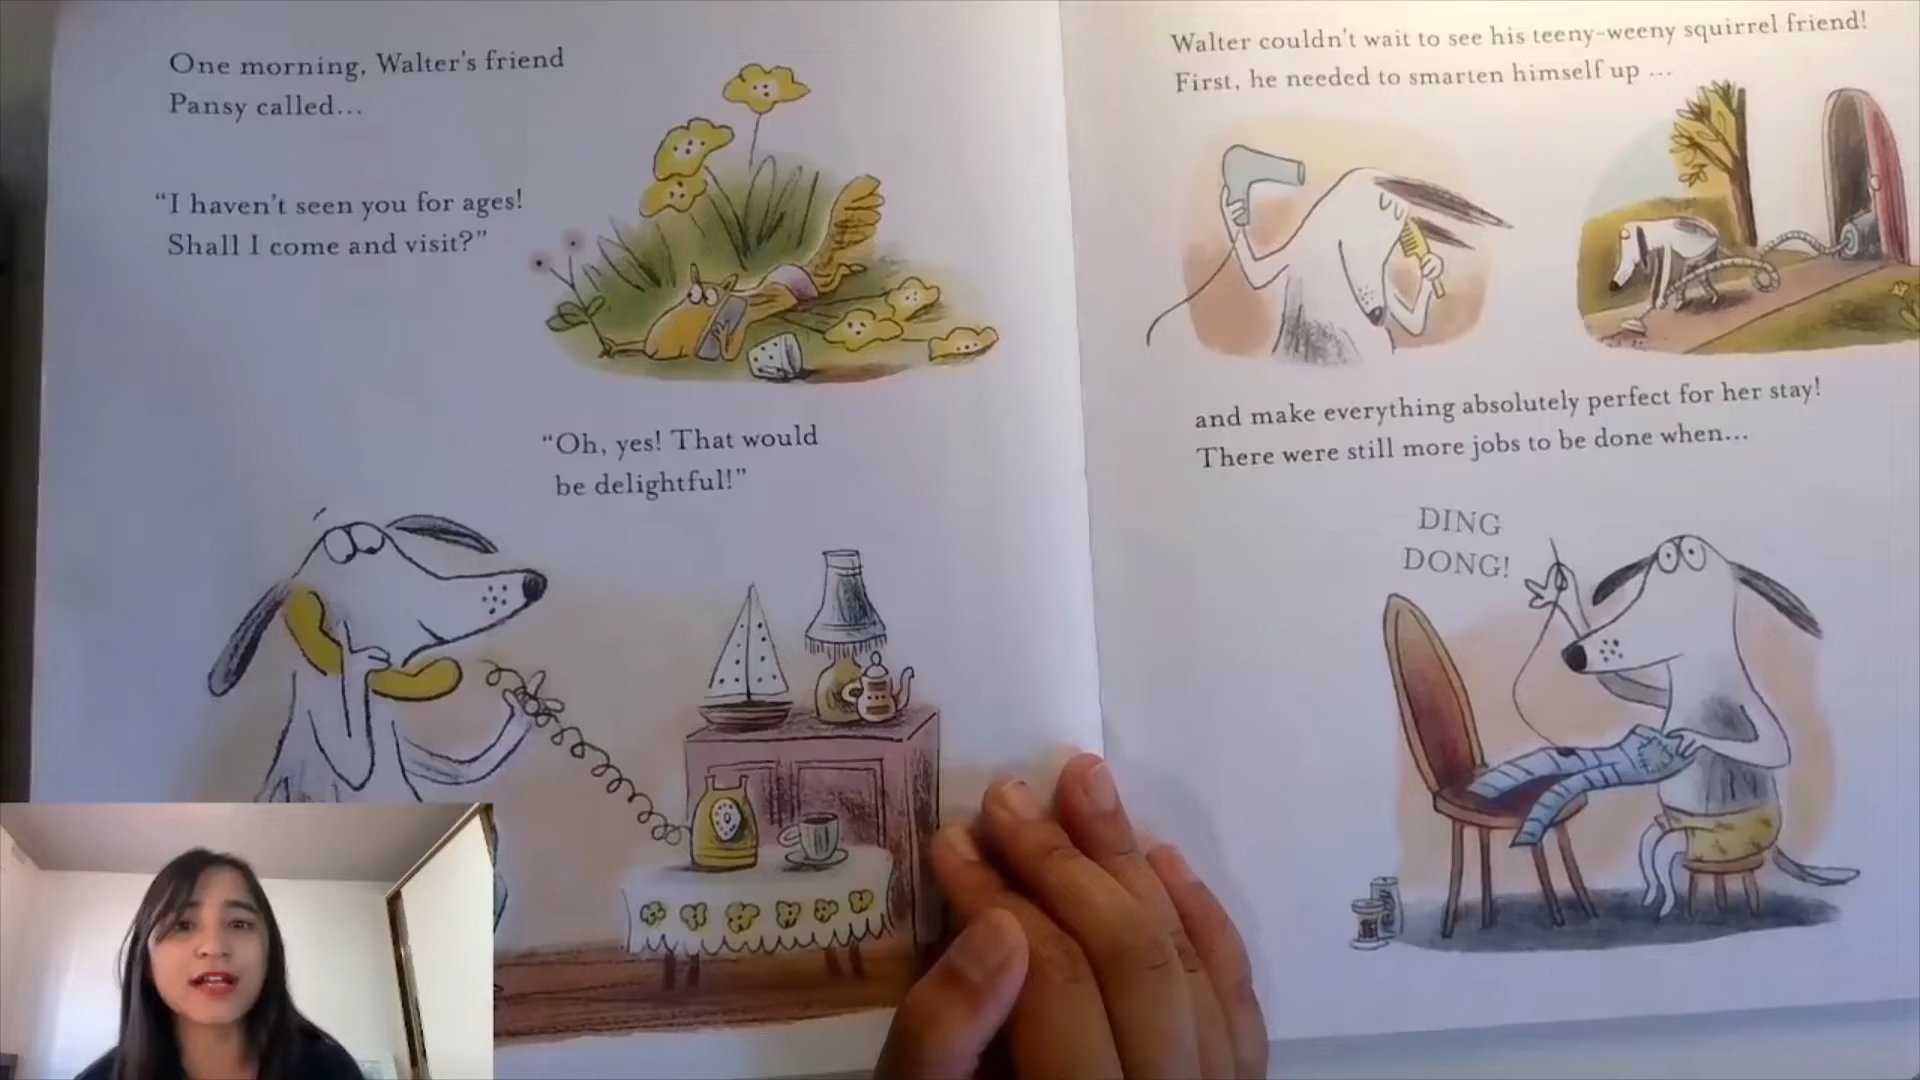 One morning, Walter's friend
Pansy called...
“I haven't seen you for ages!
Shall I come and visit?”
“Oh, yes! That would
be delightful!”
Walter couldn't wait to see his teeny-weeny squirrel friend!
First, he needed to smarten himself up ...
and make everything absolutely perfect for her stay!
There were still more jobs to be done when...
DING
DONG!